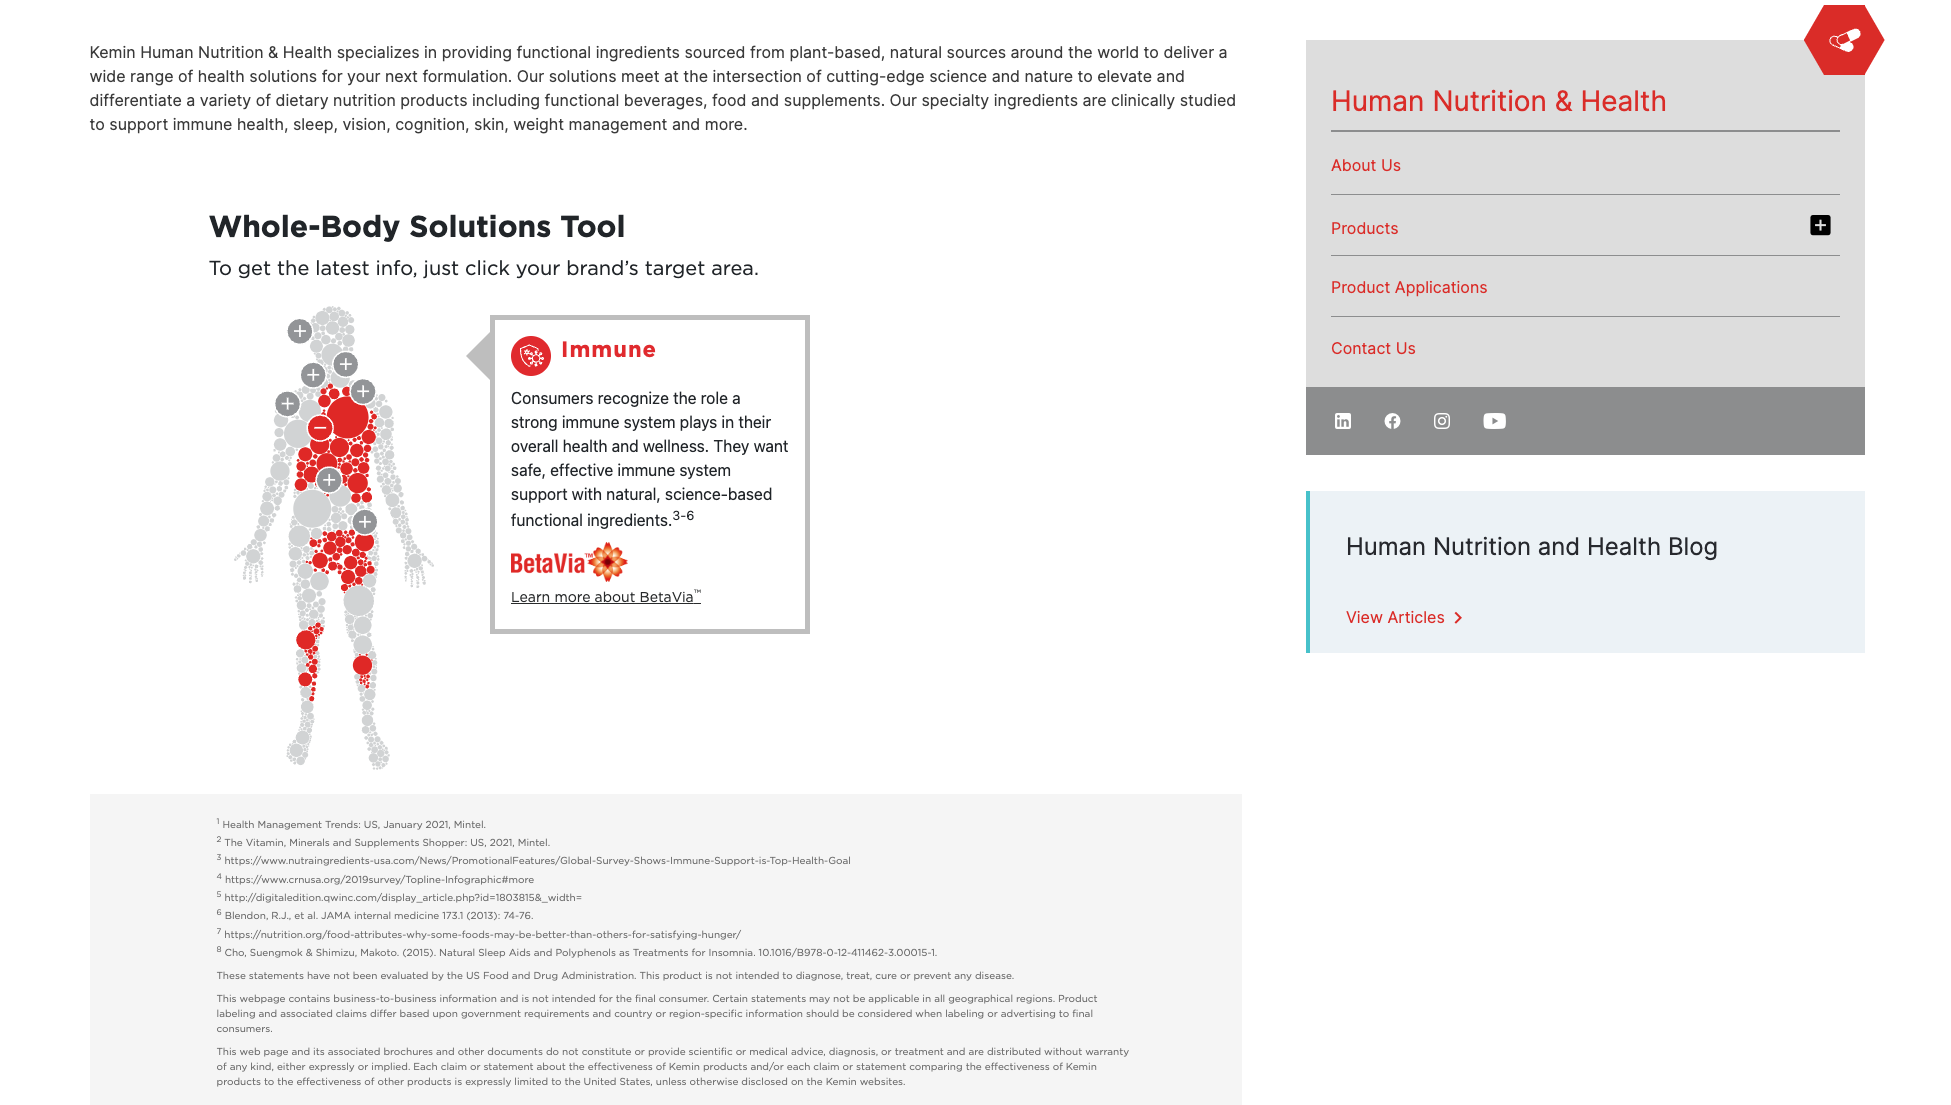 Kemin Human Nutrition & Health specializes in providing functional ingredients sourced from plant-based, natural sources around the world to deliver a
wide range of health solutions for your next formulation. Our solutions meet at the intersection of cutting-edge science and nature to elevate and
differentiate a variety of dietary nutrition products including functional beverages, food and supplements. Our specialty ingredients are clinically studied
to support immune health, sleep, vision, cognition, skin, weight management and more.
Whole-Body Solutions Tool
To get the latest info, just click your brand's target area.
Immune
Consumers recognize the role a
strong immune system plays in their
overall health and wellness. They want
safe, effective immune system
support with natural, science-based
functional ingredients.3-6
BetaVia™
Learn more about BetaVia™
1 Health Management Trends: US, January 2021, Mintel.
2 The Vitamin, Minerals and Supplements Shopper: US, 2021, Mintel.
3 https://www.nutraingredients-usa.com/News/PromotionalFeatures/Global-Survey-Shows-Immune-Support-is-Top-Health-Goal
4 https://www.crnusa.org/2019survey/Topline-Infographic#more
5 http://digitaledition.qwinc.com/display_article.php?id=1803815&_width=
6 Blendon, R.J., et al. JAMA internal medicine 173.1 (2013): 74-76.
7 https://nutrition.org/food-attributes-why-some-foods-may-be-better-than-others-for-satisfying-hunger/
8 Cho, Suengmok & Shimizu, Makoto. (2015). Natural Sleep Aids and Polyphenols as Treatments for Insomnia. 10.1016/B978-0-12-411462-3.00015-1.
These statements have not been evaluated by the US Food and Drug Administration. This product is not intended to diagnose, treat, cure or prevent any disease.
This webpage contains business-to-business information and is not intended for the final consumer. Certain statements may not be applicable in all geographical regions. Product
labeling and associated claims differ based upon government requirements and country or region-specific information should be considered when labeling or advertising to final
consumers.
This web page and its associated brochures and other documents do not constitute or provide scientific or medical advice, diagnosis, or treatment and are distributed without warranty
of any kind, either expressly or implied. Each claim or statement about the effectiveness of Kemin products and/or each claim or statement comparing the effectiveness of Kemin
products to the effectiveness of other products is expressly limited to the United States, unless otherwise disclosed on the Kemin websites.
Human Nutrition & Health
About Us
Products
Product Applications
Contact Us
Human Nutrition and Health Blog
View Articles